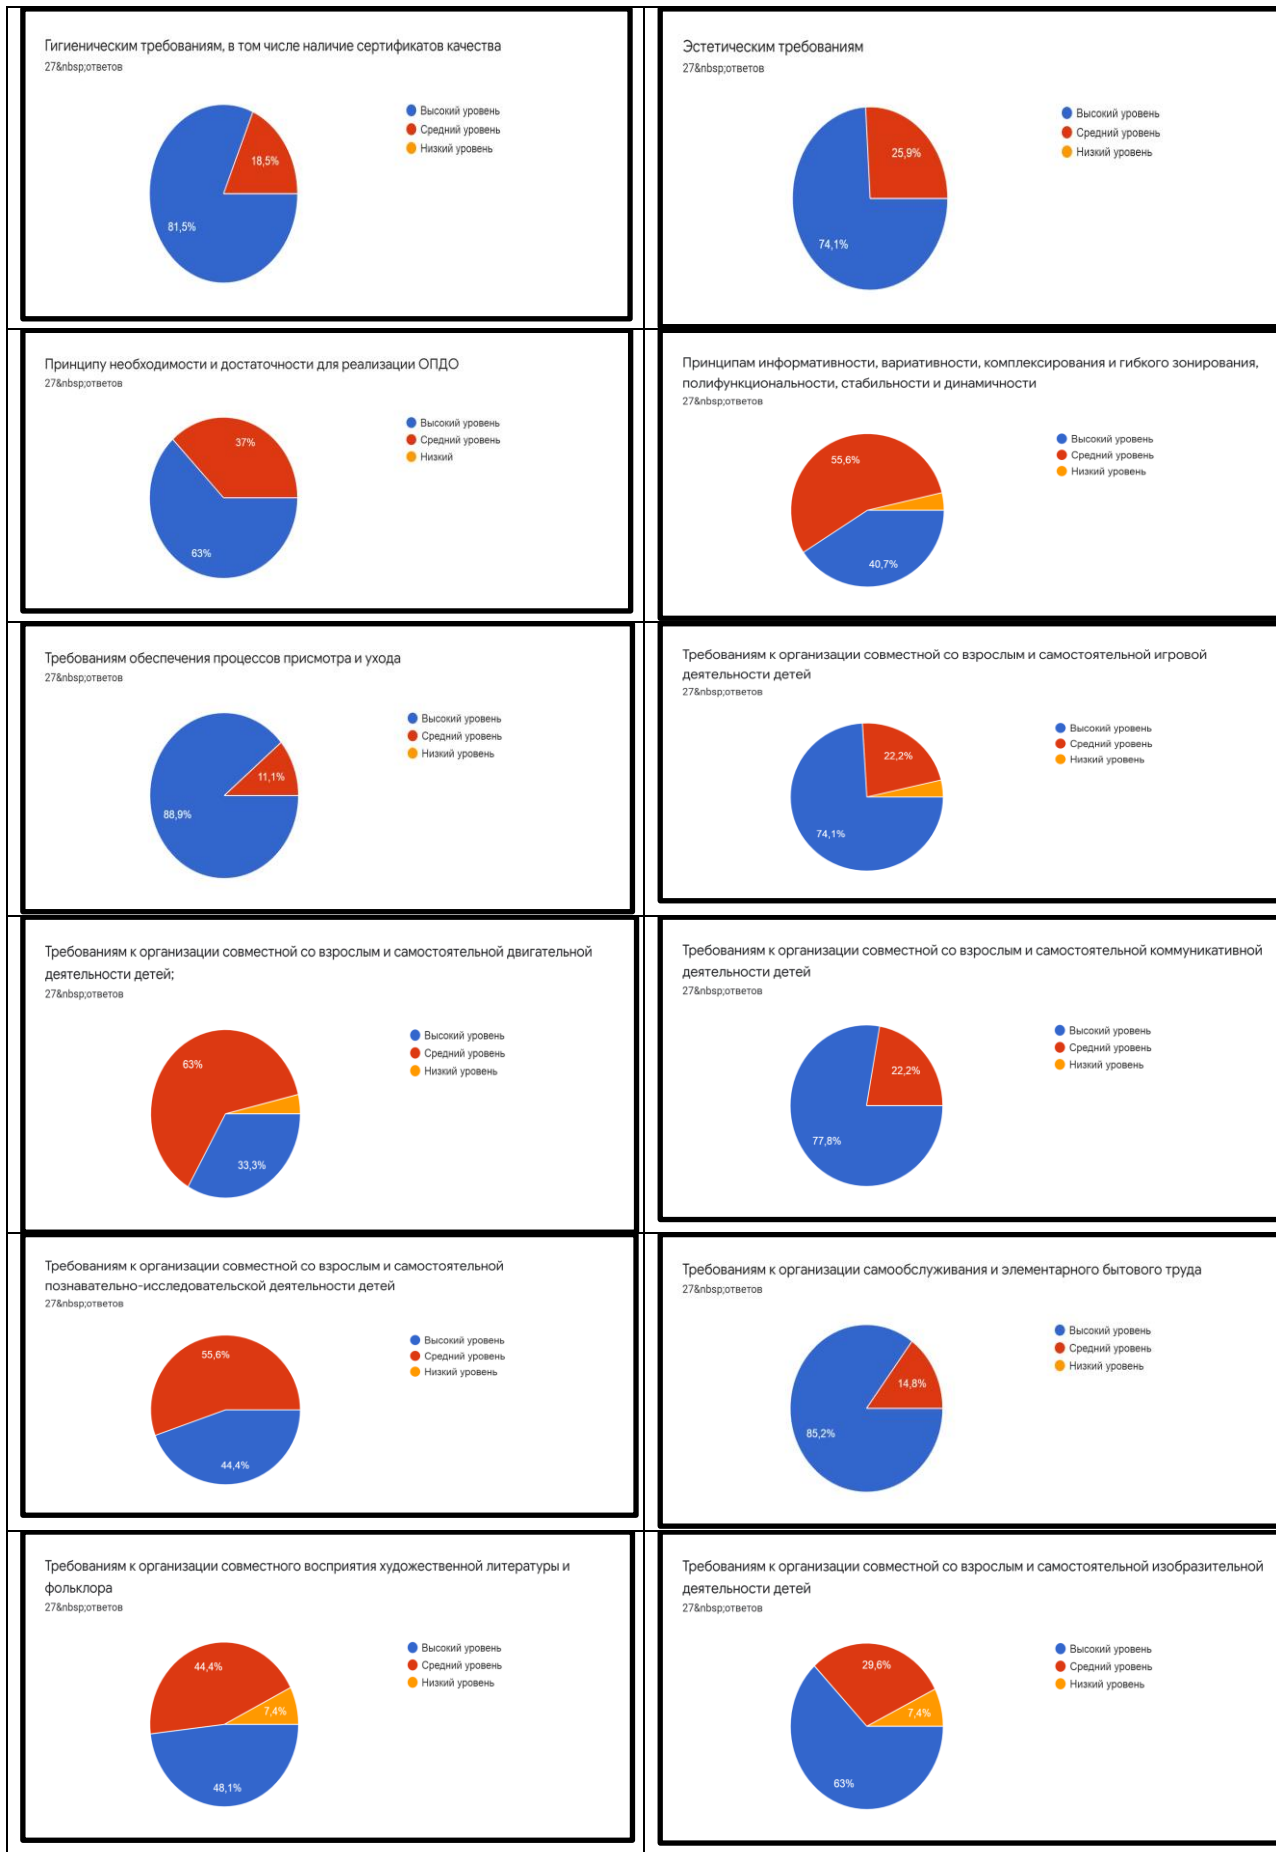 Гигиеническим требованиям, в том числе наличие сертификатов качества
27&nbsp;ответов
Высокий уровень
Средний уровень
Низкий уровень
18,5%
81,5%
Эстетическим требованиям
27&nbsp;ответов
Высокий уровень
Средний уровень
Низкий уровень
25,9%
74,1%
Принципу необходимости и достаточности для реализации ОПДО
27&nbsp;ответов
Высокий уровень
Средний уровень
Низкий
37%
63%
Принципам информативности, вариативности, комплексирования и гибкого зонирования,
полифункциональности, стабильности и динамичности
27&nbsp;ответов
Высокий уровень
Средний уровень
Низкий уровень
55,6%
40,7%
Требованиям обеспечения процессов присмотра и ухода
27&nbsp;ответов
Высокий уровень
Средний уровень
Низкий уровень
11,1%
88,9%
Требованиям к организации совместной со взрослым и самостоятельной игровой
деятельности детей
27&nbsp;ответов
Высокий уровень
Средний уровень
Низкий уровень
22,2%
74,1%
Требованиям к организации совместной со взрослым и самостоятельной двигательной
деятельности детей;
27&nbsp;ответов
Высокий уровень
Средний уровень
Низкий уровень
63%
33,3%
Требованиям к организации совместной со взрослым и самостоятельной коммуникативной
деятельности детей
27&nbsp;ответов
Высокий уровень
Средний уровень
Низкий уровень
22,2%
77,8%
Требованиям к организации совместной со взрослым и самостоятельной
познавательно-исследовательской деятельности детей
27&nbsp;ответов
Высокий уровень
Средний уровень
Низкий уровень
55,6%
44,4%
Требованиям к организации самообслуживания и элементарного бытового труда
27&nbsp;ответов
Высокий уровень
Средний уровень
Низкий уровень
14,8%
85,2%
Требованиям к организации совместного восприятия художественной литературы и
фольклора
27&nbsp;ответов
Высокий уровень
Средний уровень
Низкий уровень
44,4%
7,4%
48,1%
Требованиям к организации совместной со взрослым и самостоятельной изобразительной
деятельности детей
27&nbsp;ответов
Высокий уровень
Средний уровень
Низкий уровень
29,6%
7,4%
63%